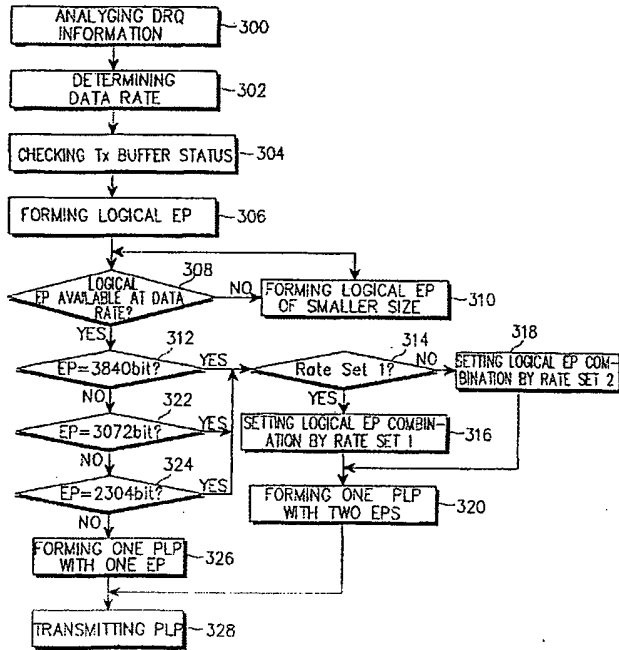 ANALYGING DRQ
INFORMATION
300
DETERMINING
DATA RATE
302
CHECKING Tx BUFFER STATUS
304
FORMING LOGICAL EP
306
308
LOGICAL
EP AVAILABLE AT DATA
RATE?
NO
FORMING LOGICAL EP
OF SMALLER SIZE
310
YES
312
EP=3840bit?
YES
314
Rate Set 1?
NO
318
SETTING LOGICAL EP COM-
BINATION BY RATE SET 2
NO
YES
322
EP=3072bit?
YES
SETTING LOGICAL EP COMBIN-
ATION BY RATE SET 1
316
NO
324
EP=2304bit?
YES
FORMING ONE PLP
WITH TWO EPS
320
NO
FORMING ONE PLP
WITH ONE EP
326
TRANSMITTING PLP
328